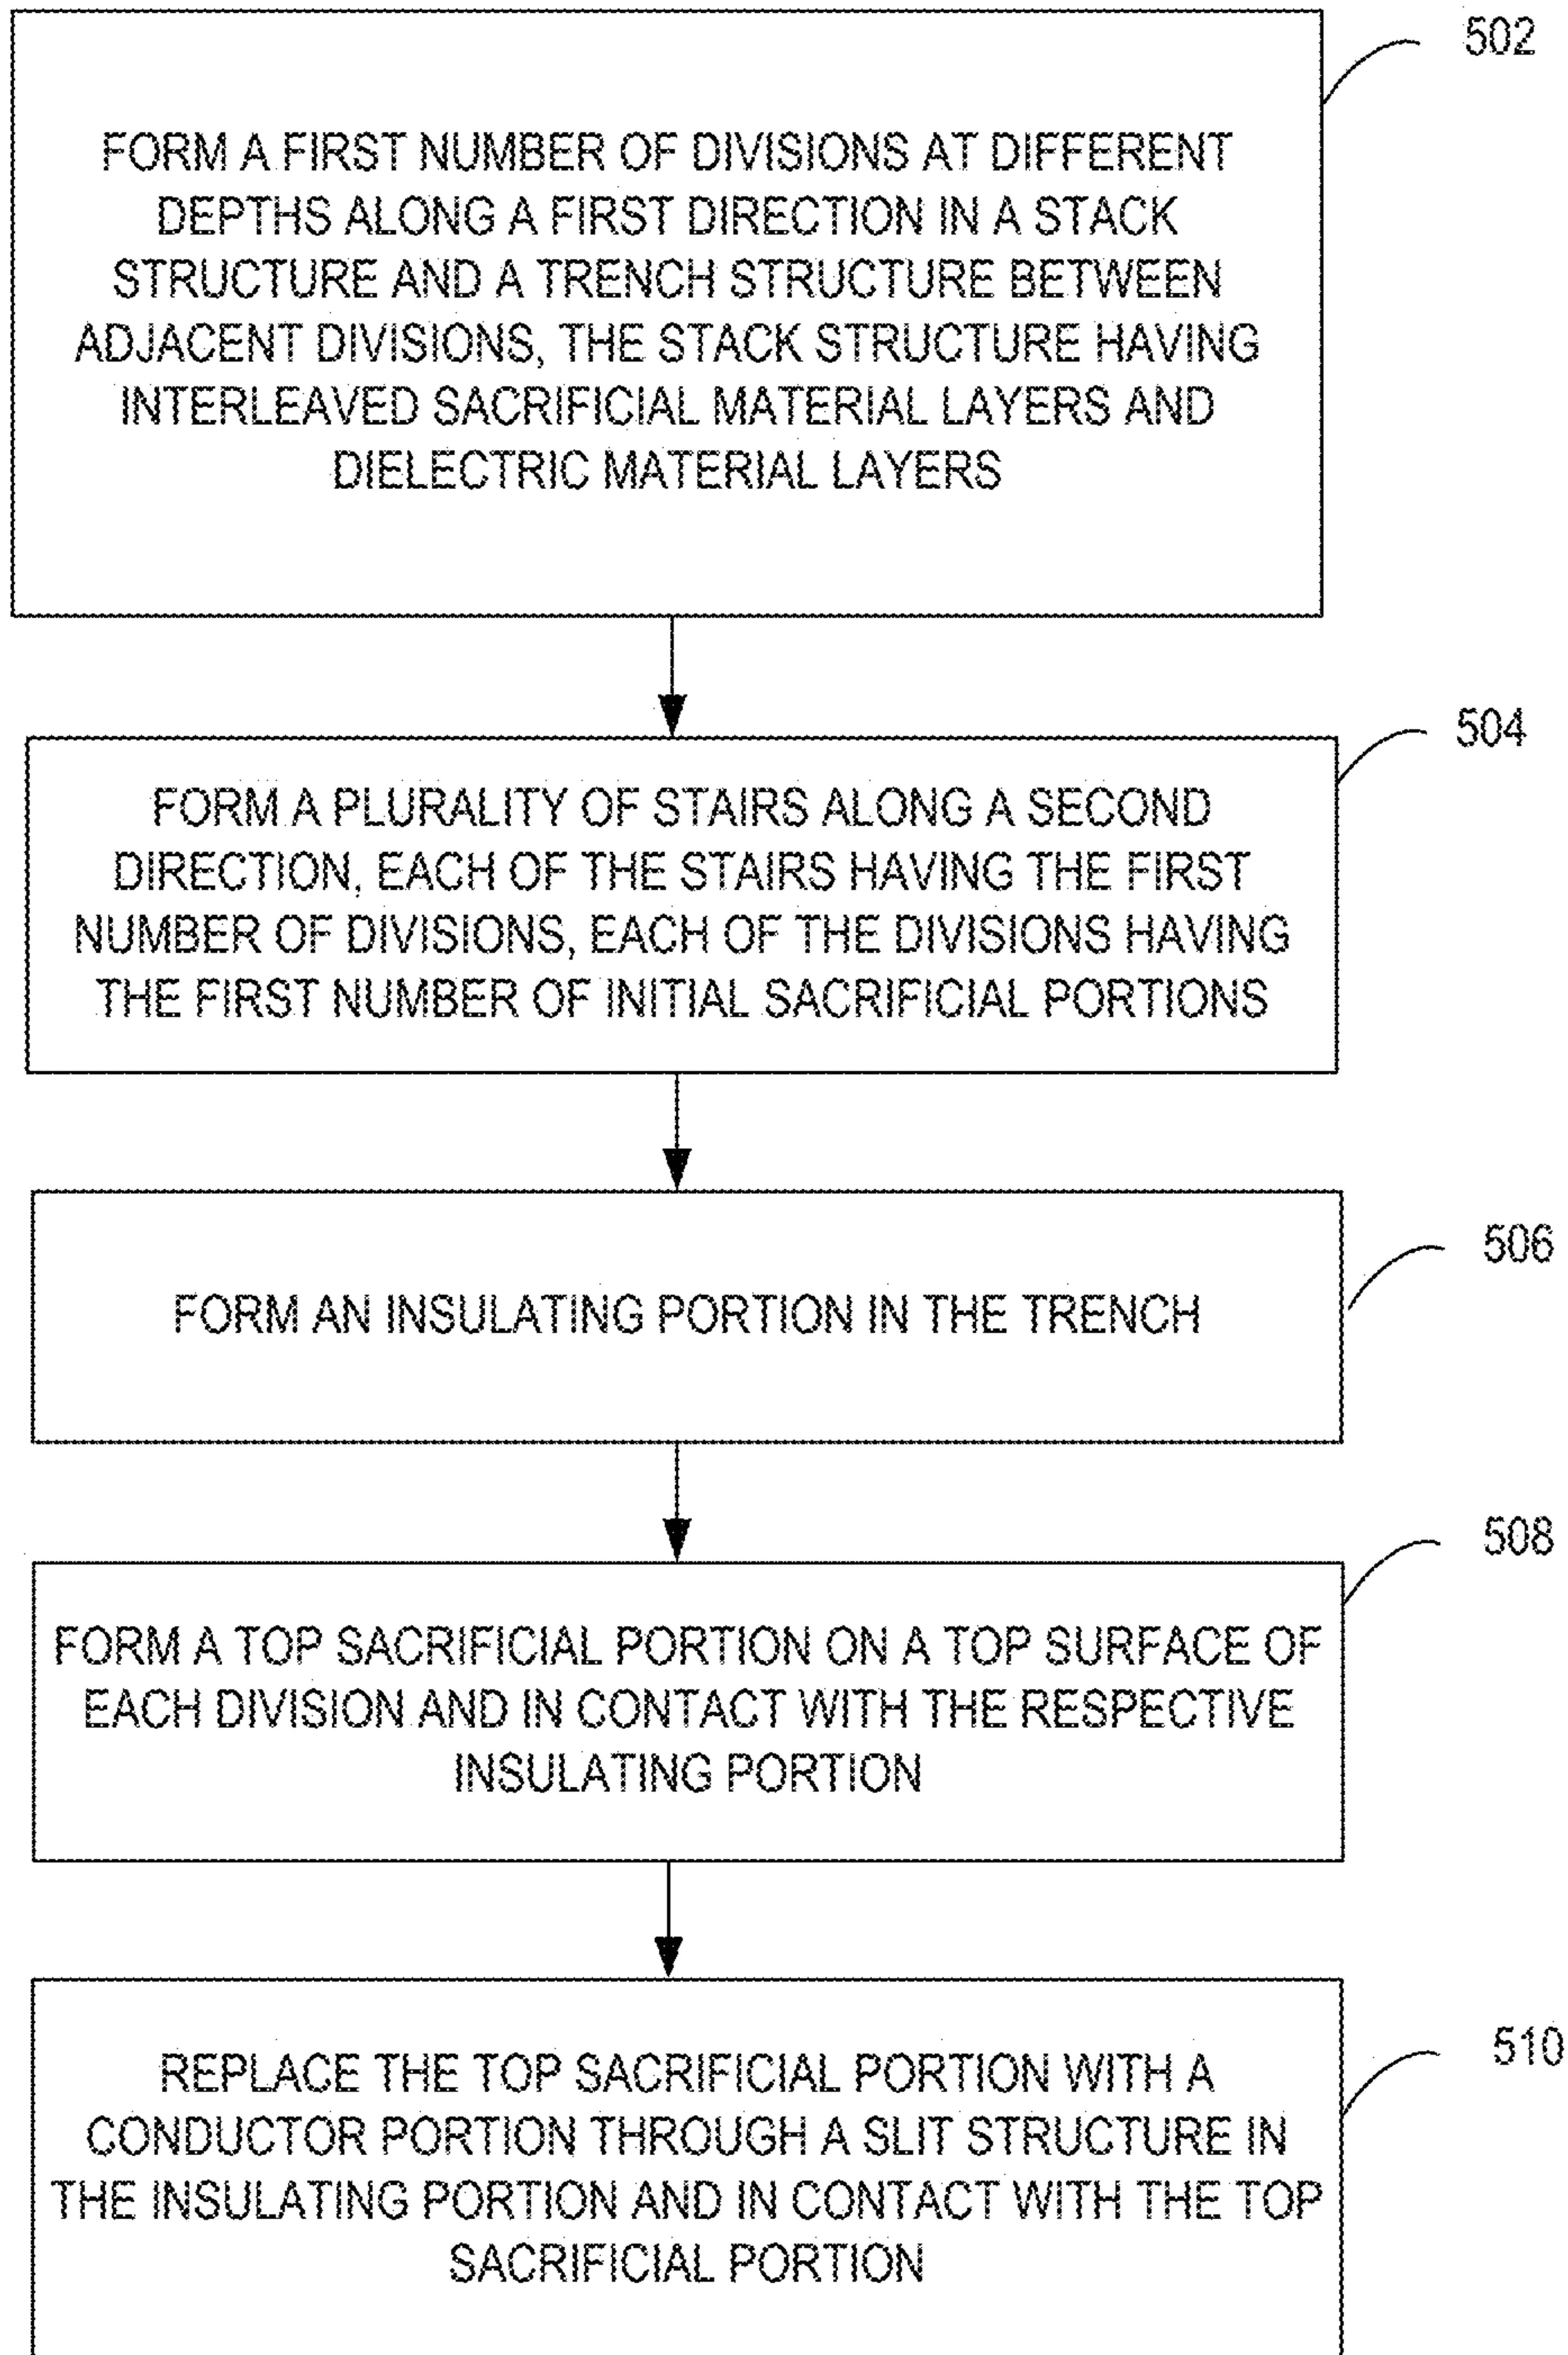 502
FORM A FIRST NUMBER OF DIVISIONS AT DIFFERENT
DEPTHS ALONG A FIRST DIRECTION IN A STACK
STRUCTURE AND A TRENCH STRUCTURE BETWEEN
ADJACENT DIVISIONS, THE STACK STRUCTURE HAVING
INTERLEAVED SACRIFICIAL MATERIAL LAYERS AND
DIELECTRIC MATERIAL LAYERS
504
FORM A PLURALITY OF STAIRS ALONG A SECOND
DIRECTION, EACH OF THE STAIRS HAVING THE FIRST
NUMBER OF DIVISIONS, EACH OF THE DIVISIONS HAVING
THE FIRST NUMBER OF INITIAL SACRIFICIAL PORTIONS
506
FORM AN INSULATING PORTION IN THE TRENCH
508
FORM A TOP SACRIFICIAL PORTION ON A TOP SURFACE OF
EACH DIVISION AND IN CONTACT WITH THE RESPECTIVE
INSULATING PORTION
510
REPLACE THE TOP SACRIFICIAL PORTION WITH A
CONDUCTOR PORTION THROUGH A SLIT STRUCTURE IN
THE INSULATING PORTION AND IN CONTACT WITH THE TOP
SACRIFICIAL PORTION